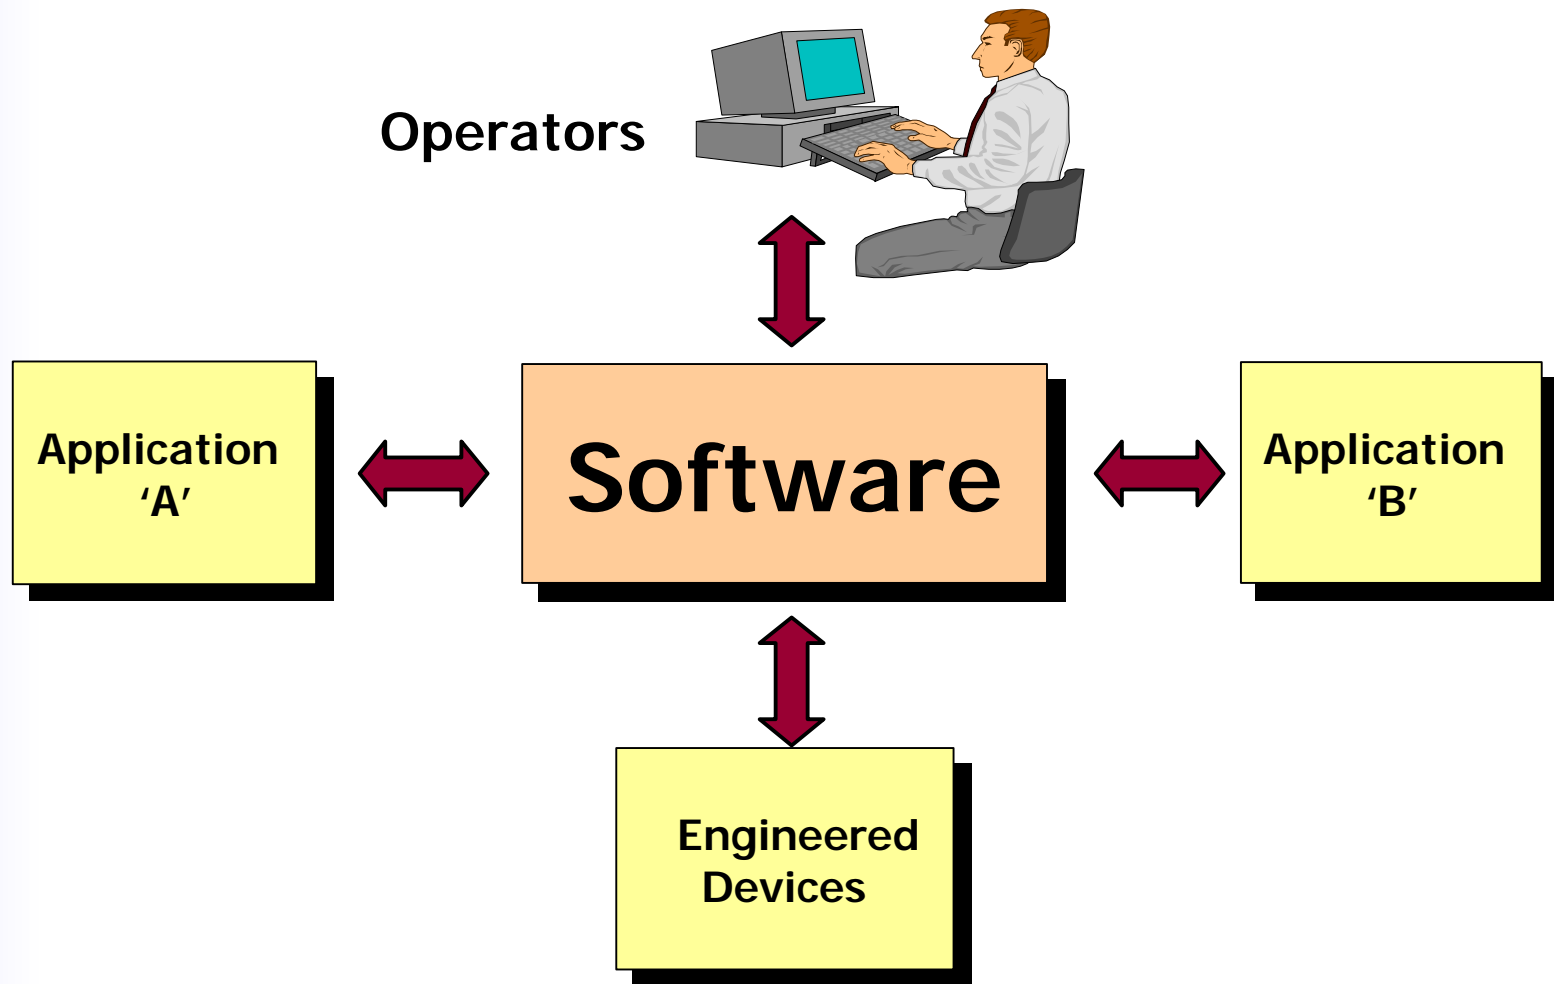 Operators
Application
‘A’
Software
Application
‘B’
Engineered
Devices